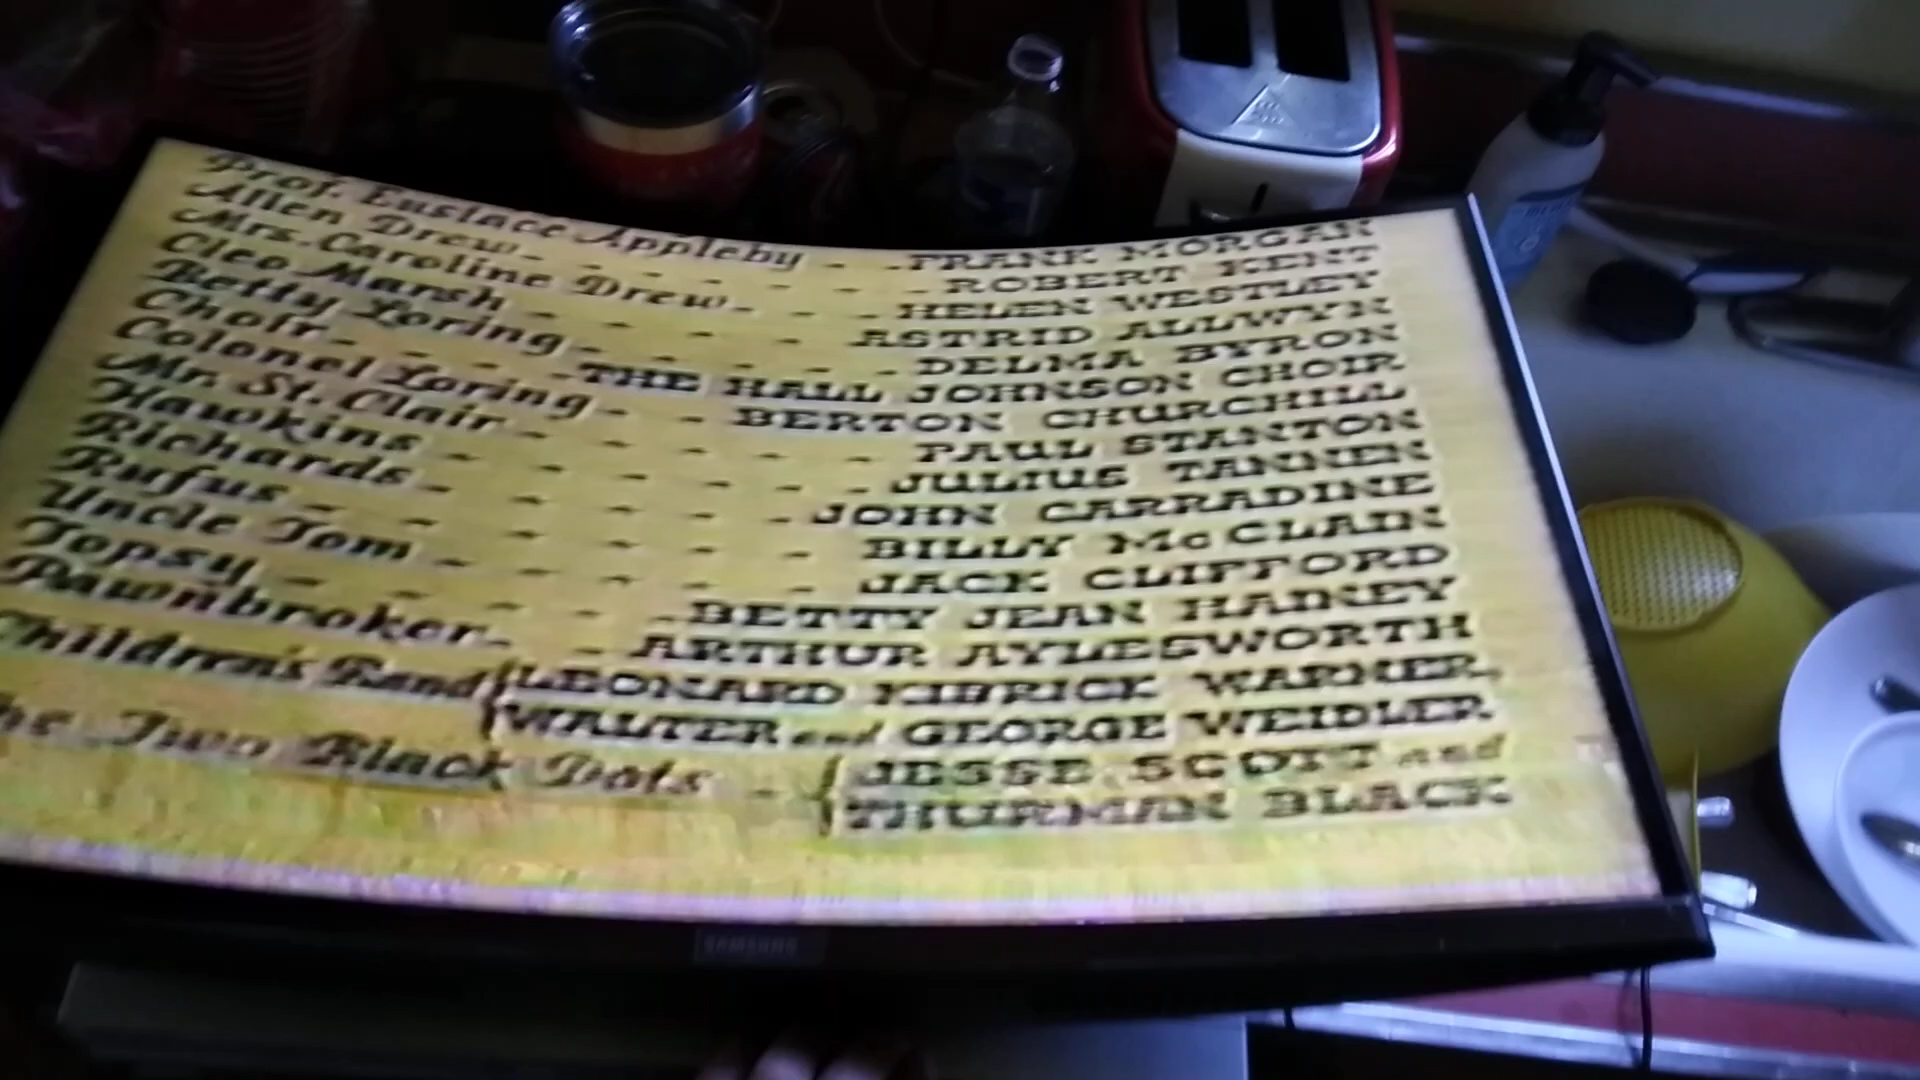 Prof. Eustace Appleby - - FRANK MORGAN
Allen Drew - - - - - ROBERT KENT
Mrs. Caroline Drew - - - HELEN WESTLEY
Cleo Marsh - - - - ASTRID ALLWYN
Betty Loring - - - - - DELMA BYRON
Choir - - - - THE HALL JOHNSON CHOIR
Colonel Loring - - - BERTON CHURCHILL
Mr. St. Clair - - - - PAUL STANTON
Hawkins - - - - - JULIUS TANNEN
Richards - - - - JOHN CARRADINE
Rufus - - - - - BILLY McCLAIN
Uncle Tom - - - - JACK CLIFFORD
Topsy - - - - BETTY JEAN HAINEY
Pawnbroker - - ARTHUR AYLESWORTH
Children's Band { LEONARD KIBRICK WARNER,
WALTER and GEORGE WEIDLER
he Two Black Dots - { JESSE SCOTT and
THURMAN BLACK
SAMSUNG